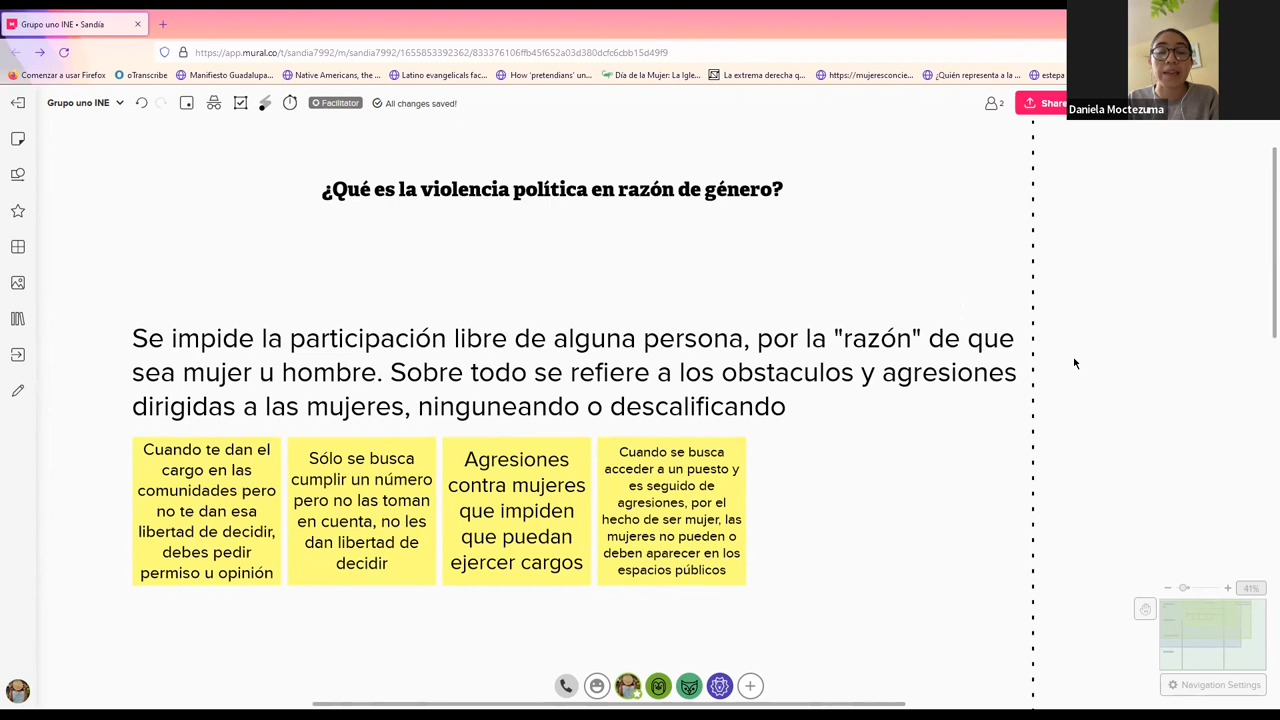 Grupo uno INE • Sandía
https://app.mural.co/t/sandia7992/m/sandia7992/1655853392362/833376106ffb45f652a03d380dcfc6cbb15d49f9
Comenzar a usar Firefox
oTranscribe
Manifiesto Guadalupa...
Native Americans, the ...
Latino evangelicals fac...
How 'pretendians' un...
Día de la Mujer: La Igle...
La extrema derecha q...
https://mujeresconcie...
¿Quién representa a la ...
estepa
Daniela Moctezuma
Grupo uno INE
Facilitator
All changes saved!
2
Share
¿Qué es la violencia política en razón de género?
Se impide la participación libre de alguna persona, por la "razón" de que
sea mujer u hombre. Sobre todo se refiere a los obstaculos y agresiones
dirigidas a las mujeres, ninguneando o descalificando
Cuando te dan el
cargo en las
comunidades pero
no te dan esa
libertad de decidir,
debes pedir
permiso u opinión
Sólo se busca
cumplir un número
pero no las toman
en cuenta, no les
dan libertad de
decidir
Agresiones
contra mujeres
que impiden
que puedan
ejercer cargos
Cuando se busca
acceder a un puesto y
es seguido de
agresiones, por el
hecho de ser mujer, las
mujeres no pueden o
deben aparecer en los
espacios públicos
41%
Navigation Settings